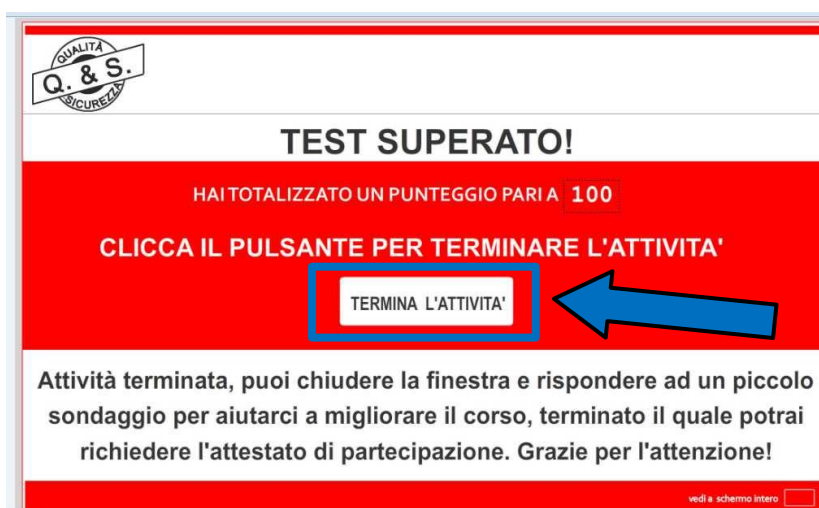 QUALITÀ
Q. & S.
SICUREZZA
TEST SUPERATO!
HAI TOTALIZZATO UN PUNTEGGIO PARI A 100
CLICCA IL PULSANTE PER TERMINARE L'ATTIVITA'
TERMINA L'ATTIVITA'
Attività terminata, puoi chiudere la finestra e rispondere ad un piccolo
sondaggio per aiutarci a migliorare il corso, terminato il quale potrai
richiedere l'attestato di partecipazione. Grazie per l'attenzione!
vedi a schermo intero